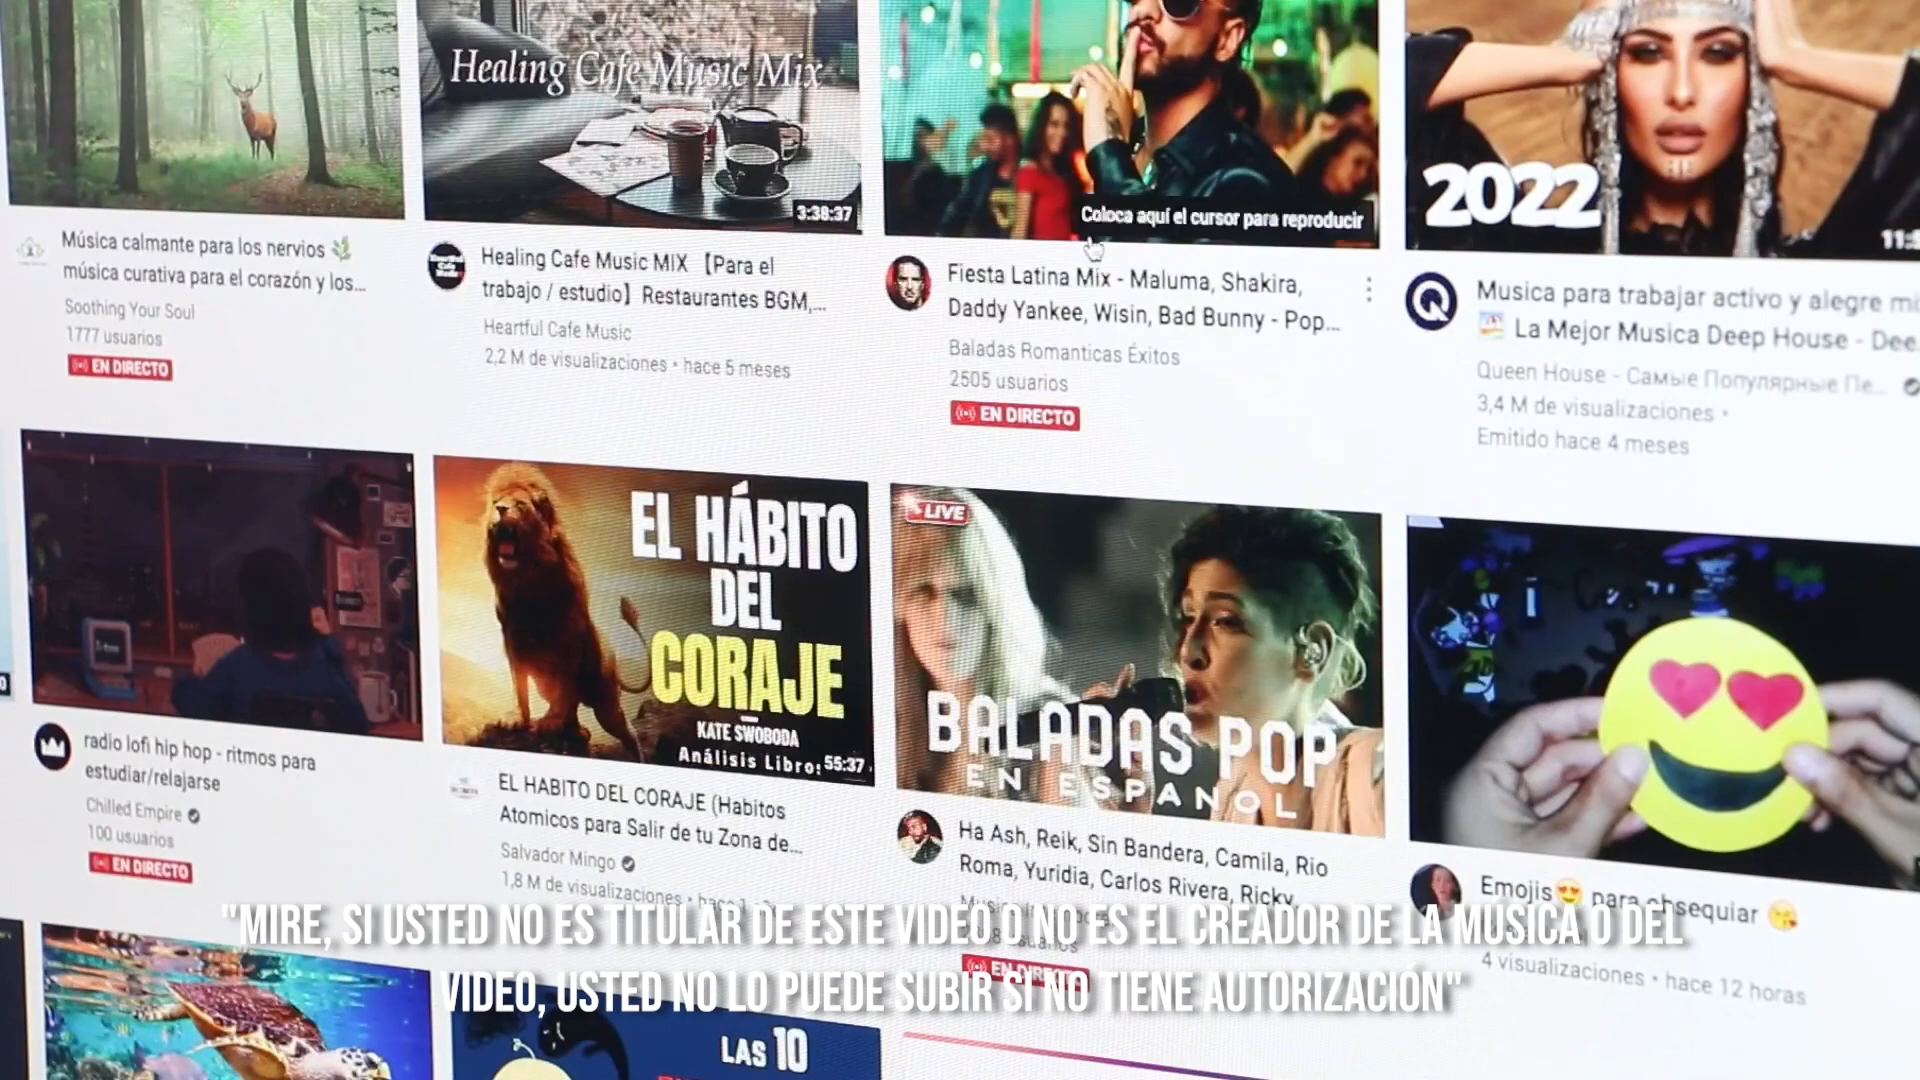 Healing Cafe Music Mix
3:38:37
Coloca aquí el cursor para reproducir
2022
Música calmante para los nervios
música curativa para el corazón y los...
Soothing Your Soul
1777 usuarios
EN DIRECTO
Healing Cafe Music MIX 【Para el
trabajo / estudio】 Restaurantes BGM,...
Heartful Cafe Music
2,2 M de visualizaciones • hace 5 meses
Fiesta Latina Mix - Maluma, Shakira,
Daddy Yankee, Wisin, Bad Bunny - Pop...
Baladas Romanticas Éxitos
2505 usuarios
EN DIRECTO
Musica para trabajar activo y alegre
La Mejor Musica Deep House - Dee
Queen House - Самые Популярные Пе...
3,4 M de visualizaciones •
Emitido hace 4 meses
EL HÁBITO
DEL
CORAJE
KATE SWOBODA
Análisis Libro:
55:37
LIVE
BALADAS POP
EN ESPAÑOL
radio lofi hip hop - ritmos para
estudiar/relajarse
Chilled Empire
100 usuarios
EN DIRECTO
EL HABITO DEL CORAJE (Habitos
Atomicos para Salir de tu Zona de...
Salvador Mingo
1,8 M de visualizaciones • hace 1
Ha Ash, Reik, Sin Bandera, Camila, Rio
Roma, Yuridia, Carlos Rivera, Ricky
EN DIRECTO
Emojis😍 para obsequiar 😘
4 visualizaciones • hace 12 horas
"MIRE, SI USTED NO ES TITULAR DE ESTE VIDEO O NO ES EL CREADOR DE LA MÚSICA O DEL
VIDEO, USTED NO LO PUEDE SUBIR SI NO TIENE AUTORIZACIÓN"
LAS 10